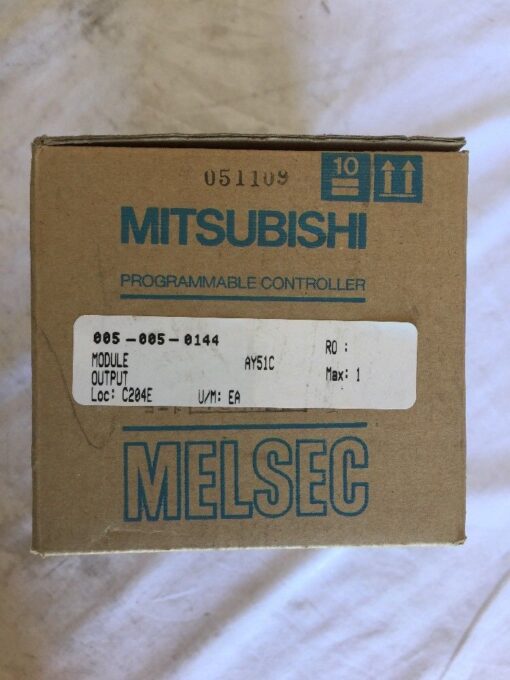 051109
10
MITSUBISHI
PROGRAMMABLE CONTROLLER
005-005-0144
RO :
MODULE AY51C
OUTPUT Max: 1
Loc: C204E U/M: EA
MELSEC